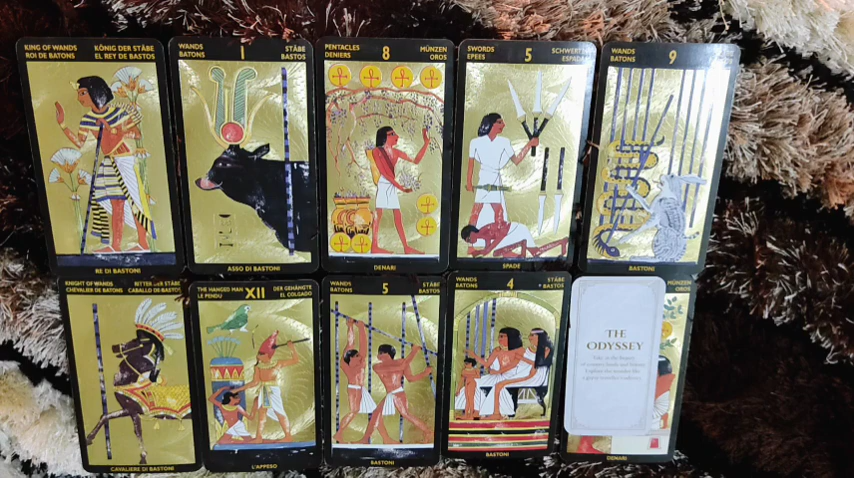 KING OF WANDS KÖNIG DER STÄBE
ROI DE BATONS EL REY DE BASTOS
RE DI BASTONI
WANDS I STÄBE
BATONS BASTOS
ASSO DI BASTONI
PENTACLES 8 MÜNZEN
DENIERS OROS
DENARI
SWORDS 5 SCHWERTER
EPEES ESPADAS
SPADE
WANDS 9
BATONS
BASTONI
KNIGHT OF WANDS RITTER DER STÄBE
CHEVALIER DE BATONS CABALLO DE BASTOS
CAVALIERE DI BASTONI
THE HANGED MAN XII DER GEHÄNGTE
LE PENDU EL COLGADO
L'APPESO
WANDS 5 STÄBE
BATONS BASTOS
BASTONI
WANDS 4 STÄBE
BATONS BASTOS
BASTONI
MÜNZEN
OROS
THE
ODYSSEY
DENARI